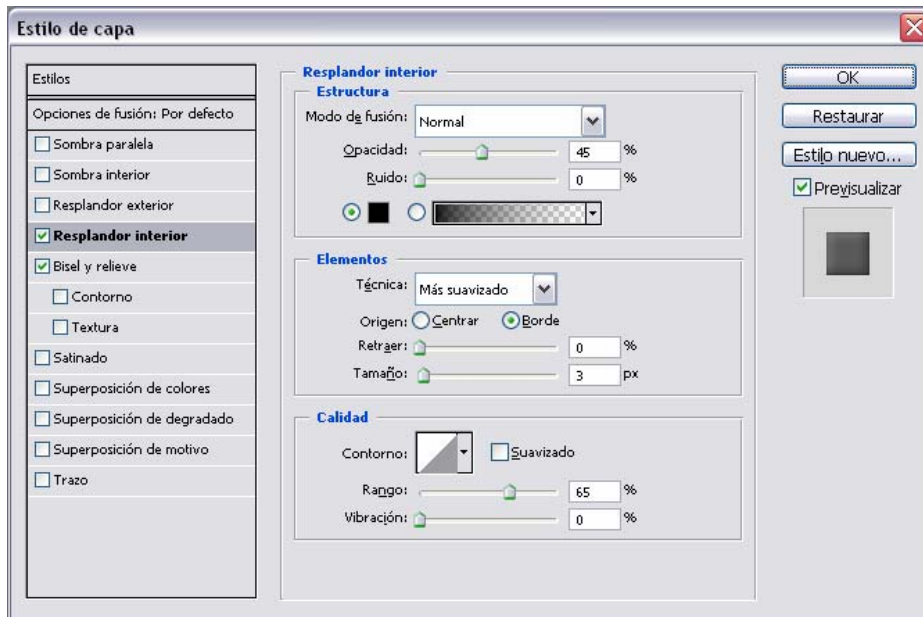 Estilo de capa
Estilos
Opciones de fusión: Por defecto
Sombra paralela
Sombra interior
Resplandor exterior
Resplandor interior
Bisel y relieve
Contorno
Textura
Satinado
Superposición de colores
Superposición de degradado
Superposición de motivo
Trazo
Resplandor interior
Estructura
Modo de fusión: Normal
Opacidad: 45 %
Ruido: 0 %
Elementos
Técnica: Más suavizado
Origen: Centrar Borde
Retraer: 0 %
Tamaño: 3 px
Calidad
Contorno: Suavizado
Rango: 65 %
Vibración: 0 %
OK
Restaurar
Estilo nuevo...
Previsualizar